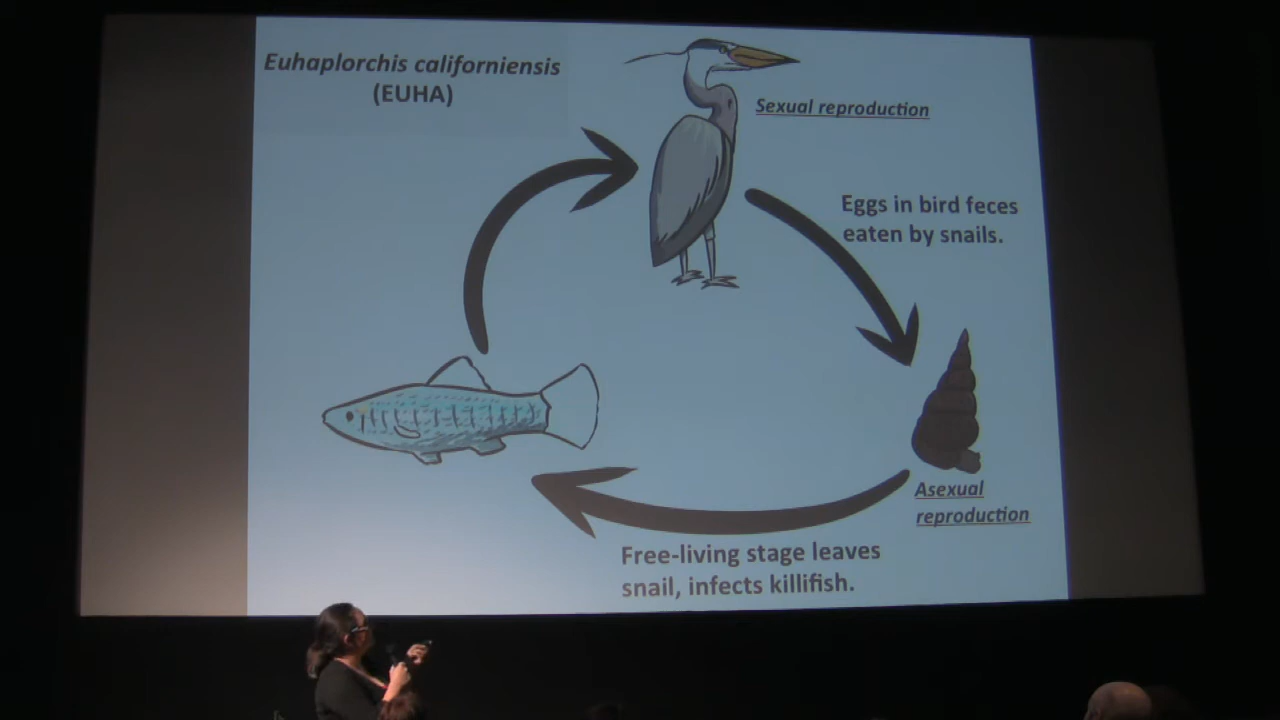 Euhaplorchis californiensis
(EUHA)
Sexual reproduction
Eggs in bird feces
eaten by snails.
Asexual
reproduction
Free-living stage leaves
snail, infects killifish.